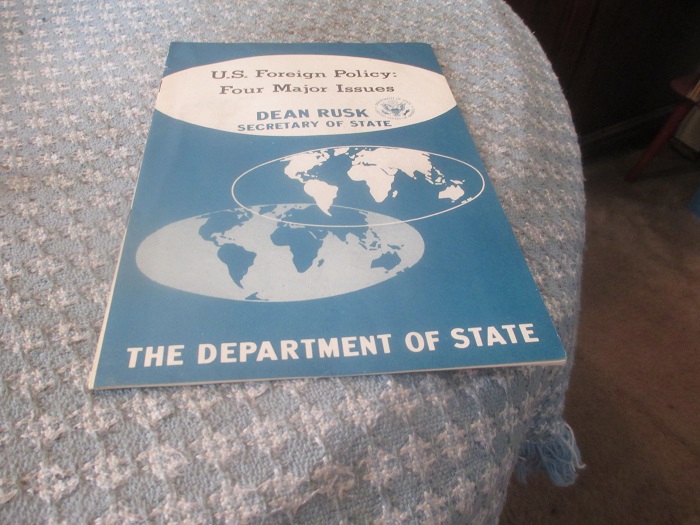 U.S. Foreign Policy:
Four Major Issues
DEAN RUSK
SECRETARY OF STATE
THE DEPARTMENT OF STATE